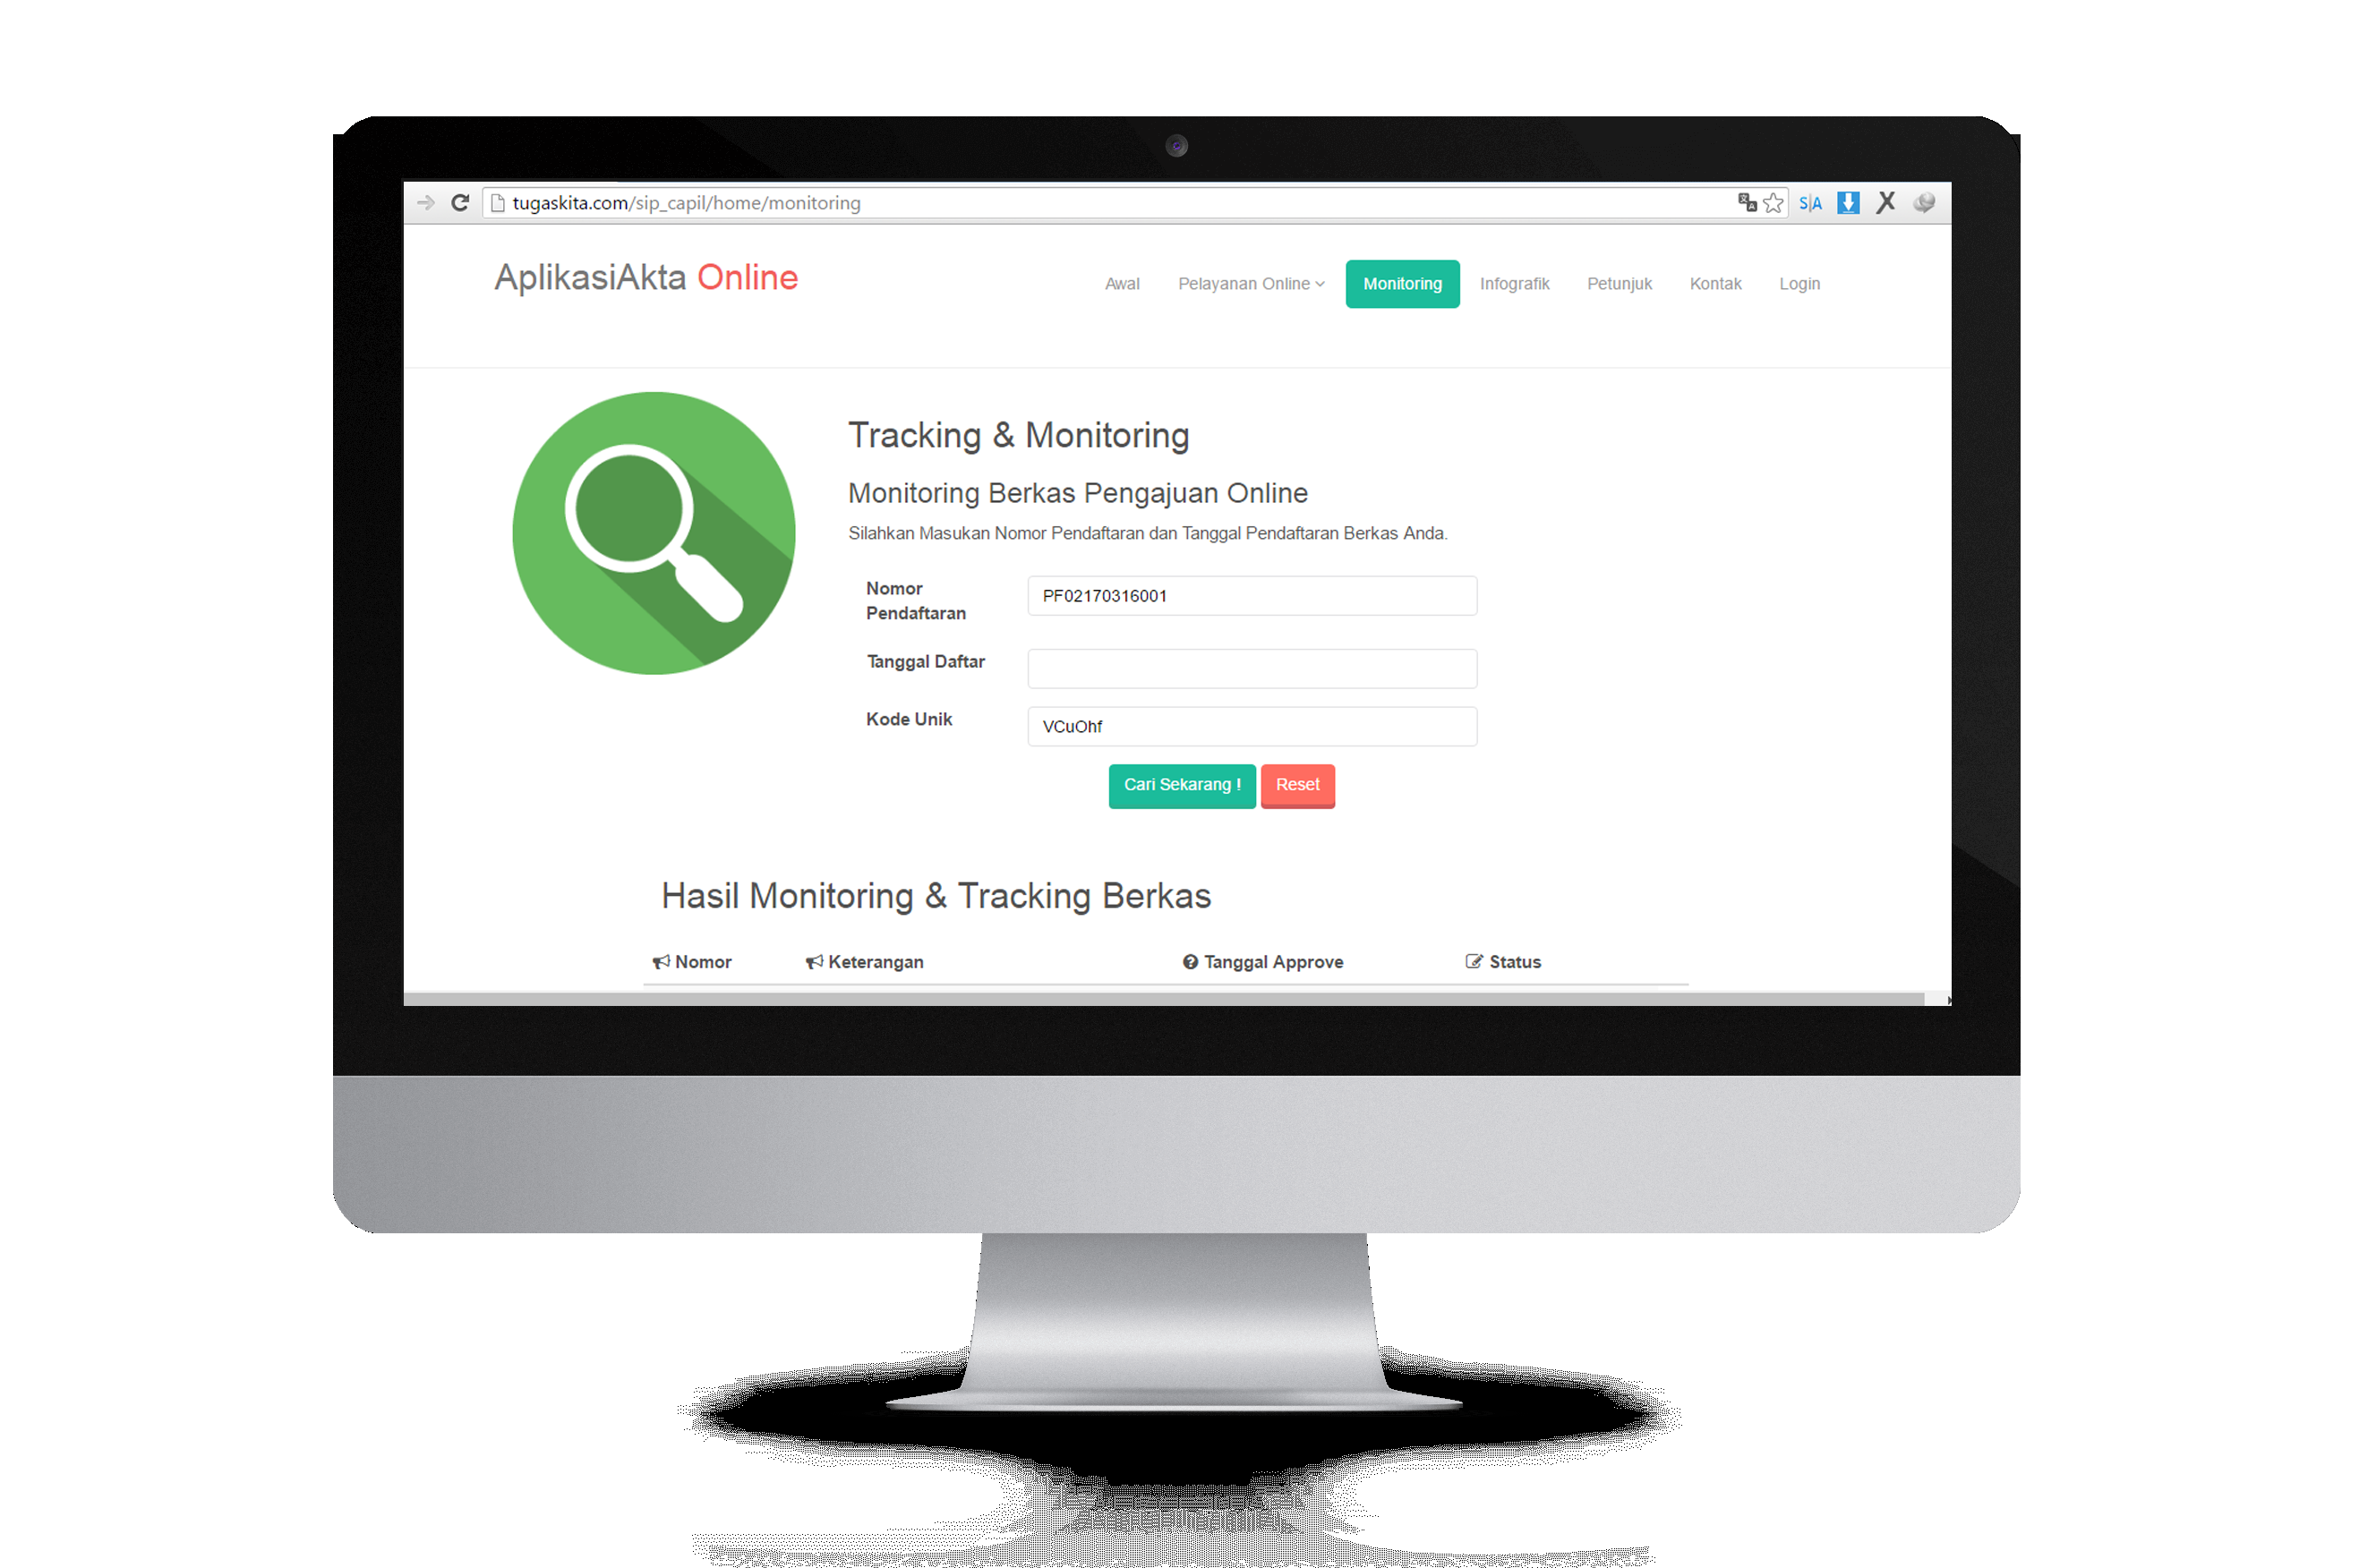 tugaskita.com/sip_capil/home/monitoring
S|A
X
AplikasiAkta Online
Awal Pelayanan Online Monitoring Infografik Petunjuk Kontak Login
Tracking & Monitoring
Monitoring Berkas Pengajuan Online
Silahkan Masukan Nomor Pendaftaran dan Tanggal Pendaftaran Berkas Anda.
Nomor
Pendaftaran
PF02170316001
Tanggal Daftar
Kode Unik
VCuOhf
Cari Sekarang ! Reset
Hasil Monitoring & Tracking Berkas
Nomor Keterangan Tanggal Approve Status